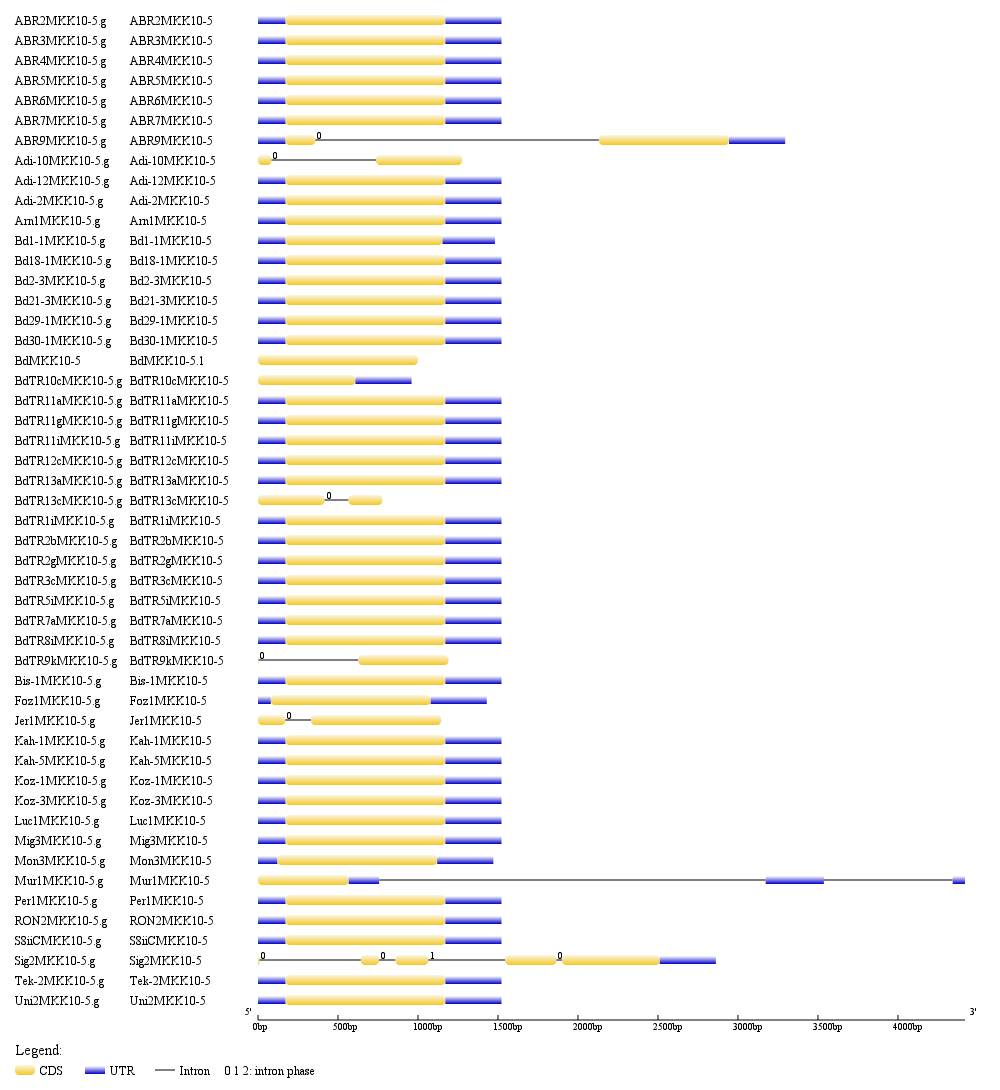 ABR2MKK10-5.g ABR2MKK10-5
ABR3MKK10-5.g ABR3MKK10-5
ABR4MKK10-5.g ABR4MKK10-5
ABR5MKK10-5.g ABR5MKK10-5
ABR6MKK10-5.g ABR6MKK10-5
ABR7MKK10-5.g ABR7MKK10-5
ABR9MKK10-5.g ABR9MKK10-5 0
Adi-10MKK10-5.g Adi-10MKK10-5 0
Adi-12MKK10-5.g Adi-12MKK10-5
Adi-2MKK10-5.g Adi-2MKK10-5
Arn1MKK10-5.g Arn1MKK10-5
Bd1-1MKK10-5.g Bd1-1MKK10-5
Bd18-1MKK10-5.g Bd18-1MKK10-5
Bd2-3MKK10-5.g Bd2-3MKK10-5
Bd21-3MKK10-5.g Bd21-3MKK10-5
Bd29-1MKK10-5.g Bd29-1MKK10-5
Bd30-1MKK10-5.g Bd30-1MKK10-5
BdMKK10-5 BdMKK10-5.1
BdTR10cMKK10-5.g BdTR10cMKK10-5
BdTR11aMKK10-5.g BdTR11aMKK10-5
BdTR11gMKK10-5.g BdTR11gMKK10-5
BdTR11iMKK10-5.g BdTR11iMKK10-5
BdTR12cMKK10-5.g BdTR12cMKK10-5
BdTR13aMKK10-5.g BdTR13aMKK10-5
BdTR13cMKK10-5.g BdTR13cMKK10-5 0
BdTR1iMKK10-5.g BdTR1iMKK10-5
BdTR2bMKK10-5.g BdTR2bMKK10-5
BdTR2gMKK10-5.g BdTR2gMKK10-5
BdTR3cMKK10-5.g BdTR3cMKK10-5
BdTR5iMKK10-5.g BdTR5iMKK10-5
BdTR7aMKK10-5.g BdTR7aMKK10-5
BdTR8iMKK10-5.g BdTR8iMKK10-5
BdTR9kMKK10-5.g BdTR9kMKK10-5 0
Bis-1MKK10-5.g Bis-1MKK10-5
Foz1MKK10-5.g Foz1MKK10-5
Jer1MKK10-5.g Jer1MKK10-5 0
Kah-1MKK10-5.g Kah-1MKK10-5
Kah-5MKK10-5.g Kah-5MKK10-5
Koz-1MKK10-5.g Koz-1MKK10-5
Koz-3MKK10-5.g Koz-3MKK10-5
Luc1MKK10-5.g Luc1MKK10-5
Mig3MKK10-5.g Mig3MKK10-5
Mon3MKK10-5.g Mon3MKK10-5
Mur1MKK10-5.g Mur1MKK10-5
Per1MKK10-5.g Per1MKK10-5
RON2MKK10-5.g RON2MKK10-5
S8iiCMKK10-5.g S8iiCMKK10-5
Sig2MKK10-5.g Sig2MKK10-5 0 0 1 0
Tek-2MKK10-5.g Tek-2MKK10-5
Uni2MKK10-5.g Uni2MKK10-5
5' 3'
0bp 500bp 1000bp 1500bp 2000bp 2500bp 3000bp 3500bp 4000bp
Legend:
CDS UTR Intron 0 1 2: intron phase